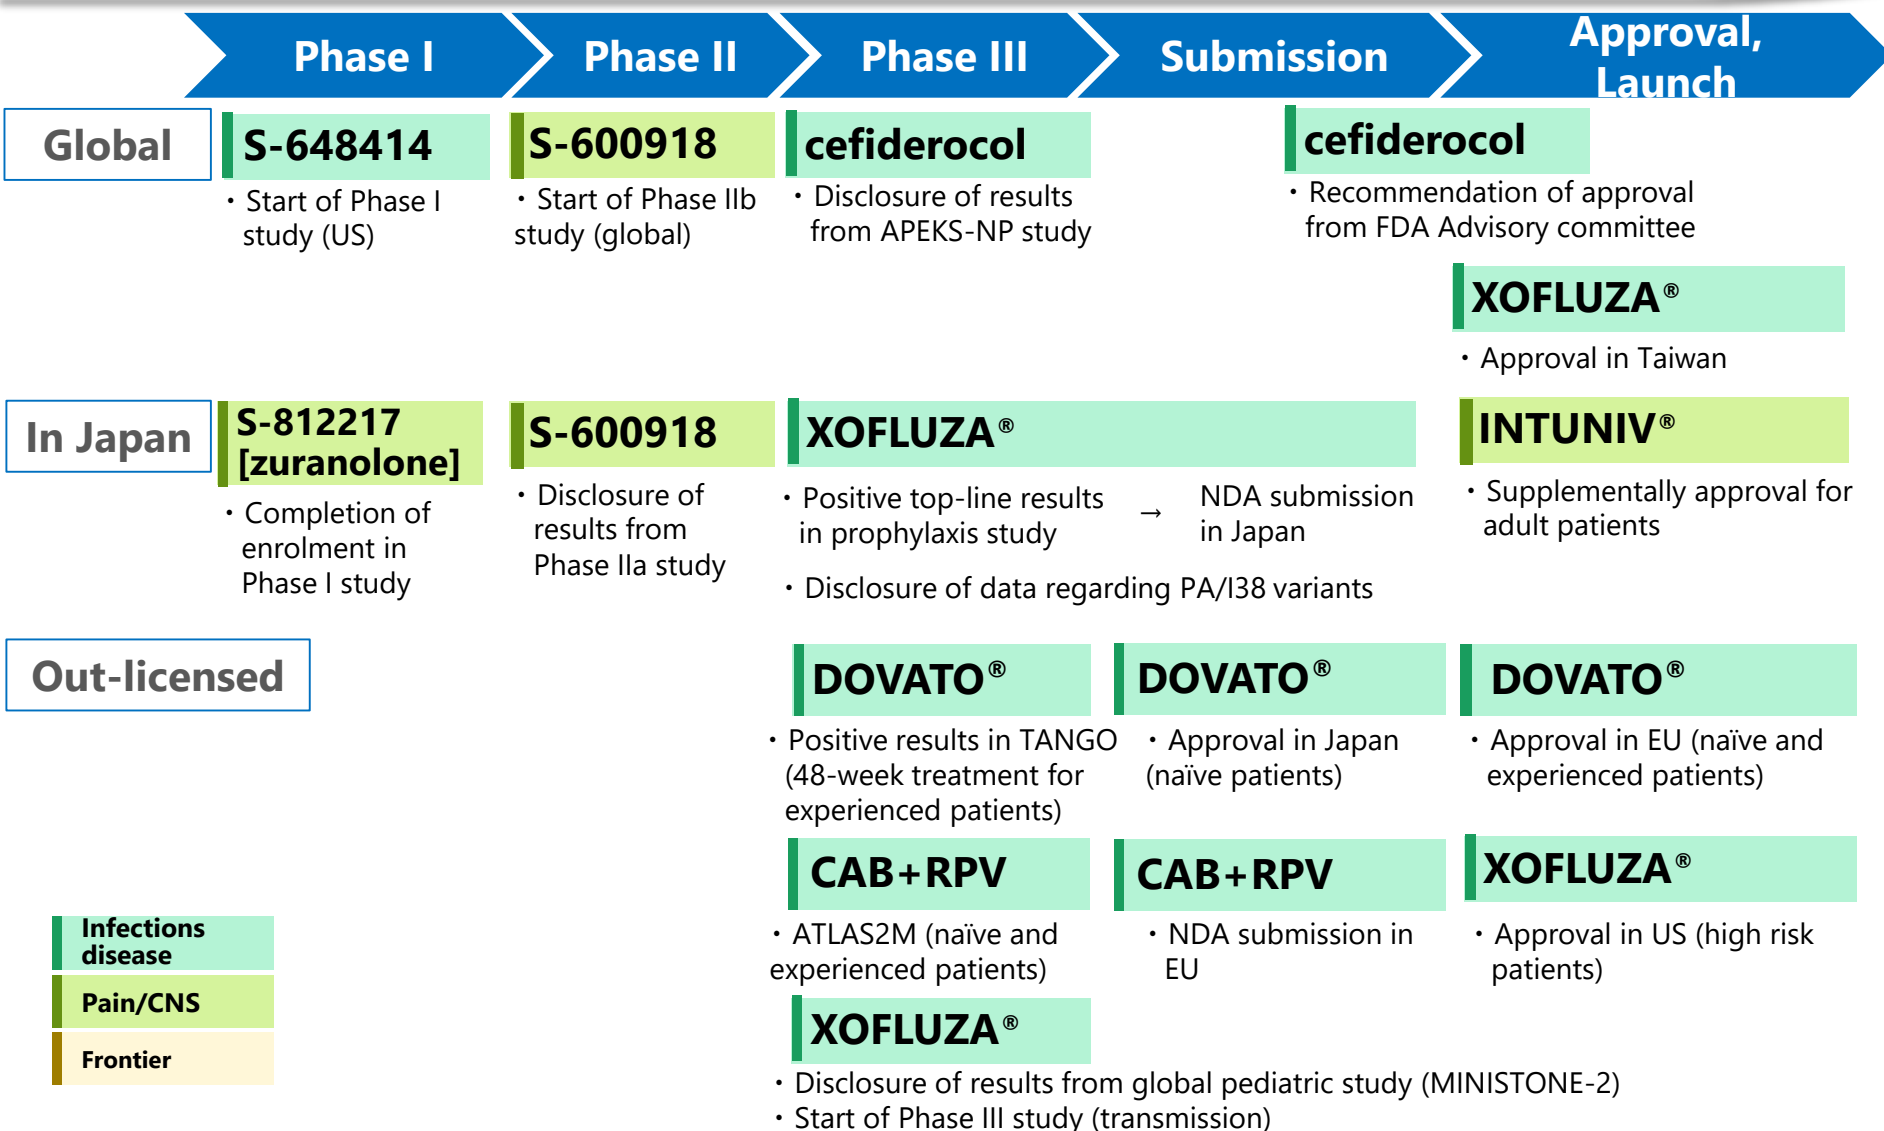 Phase I
Phase II
Phase III
Submission
Approval,
Launch
Global
S-648414
・Start of Phase I
study (US)
S-600918
・Start of Phase IIb
study (global)
cefiderocol
・Disclosure of results
from APEKS-NP study
cefiderocol
・Recommendation of approval
from FDA Advisory committee
XOFLUZA®
・Approval in Taiwan
In Japan
S-812217
[zuranolone]
・Completion of
enrolment in
Phase I study
S-600918
・Disclosure of
results from
Phase IIa study
XOFLUZA®
・Positive top-line results
in prophylaxis study
→
NDA submission
in Japan
・Disclosure of data regarding PA/I38 variants
INTUNIV®
・Supplementally approval for
adult patients
Out-licensed
DOVATO®
・Positive results in TANGO
(48-week treatment for
experienced patients)
DOVATO®
・Approval in Japan
(naïve patients)
DOVATO®
・Approval in EU (naïve and
experienced patients)
CAB+RPV
・ATLAS2M (naïve and
experienced patients)
CAB+RPV
・NDA submission in
EU
XOFLUZA®
・Approval in US (high risk
patients)
XOFLUZA®
・Disclosure of results from global pediatric study (MINISTONE-2)
・Start of Phase III study (transmission)
Infections
disease
Pain/CNS
Frontier